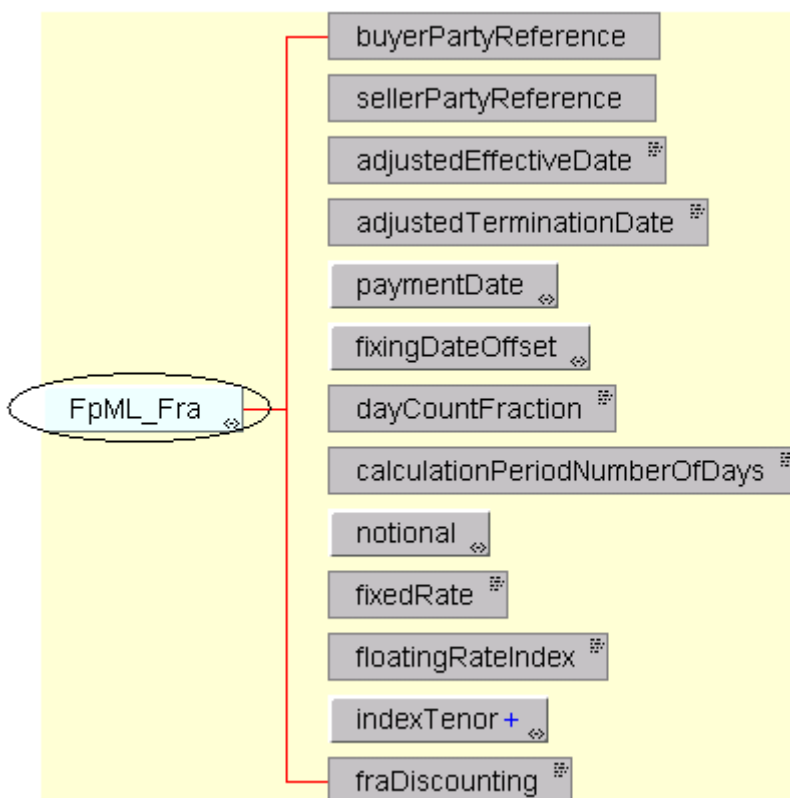 buyerPartyReference
sellerPartyReference
adjustedEffectiveDate
adjustedTerminationDate
paymentDate
fixingDateOffset
FpML_Fra
dayCountFraction
calculationPeriodNumberOfDays
notional
fixedRate
floatingRateIndex
indexTenor +
fraDiscounting